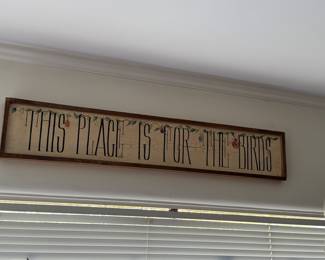 THIS PLACE IS FOR THE BIRDS